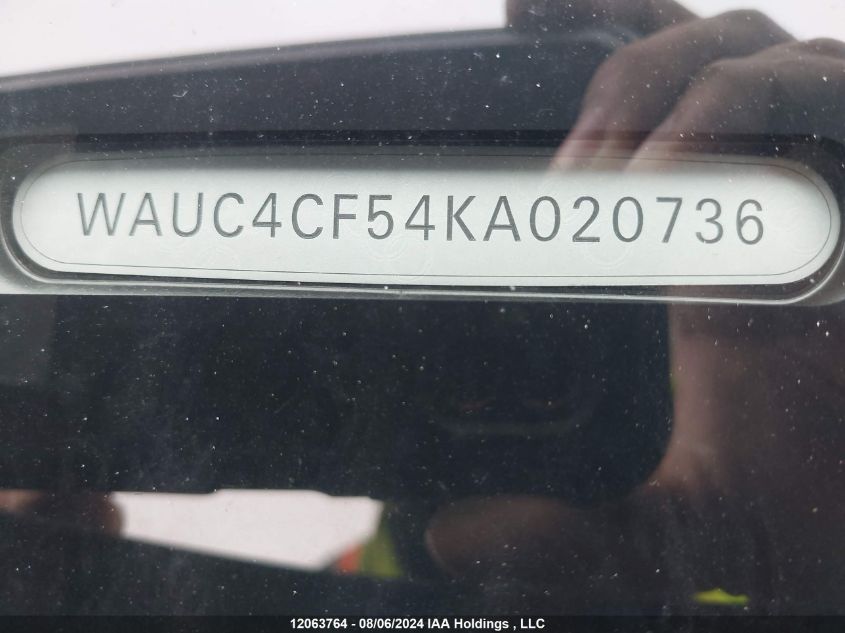 WAUC4CF54KA020736
12063764 - 08/06/2024 IAA Holdings , LLC